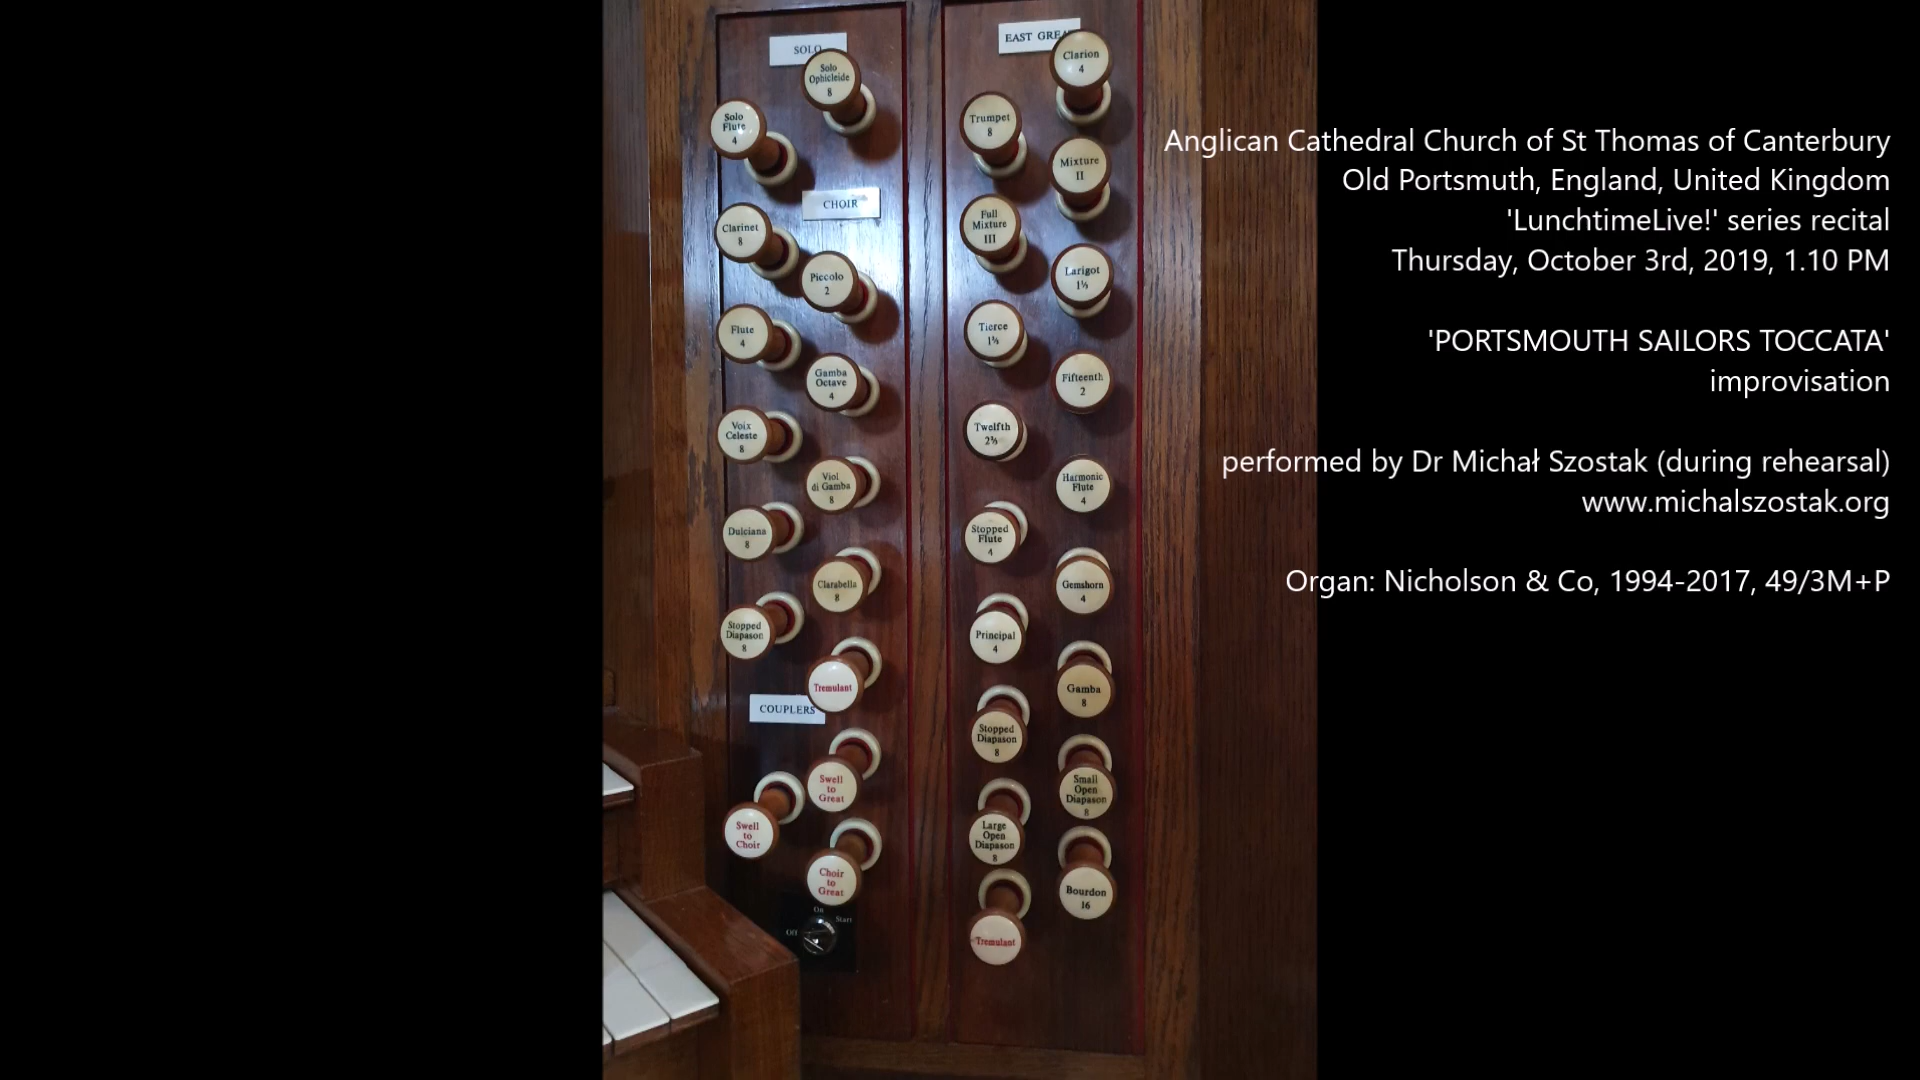 SOLO
Solo
Ophicleide
8
Solo
Flute
4
CHOIR
Clarinet
8
Piccolo
2
Flute
4
Gamba
Octave
4
Voix
Celeste
8
Viol
di Gamba
8
Dulciana
8
Clarabella
8
Stopped
Diapason
8
Tremulant
COUPLERS
Swell
to
Great
Swell
to
Choir
Choir
to
Great
On
Start
Off
EAST GREA
Clarion
4
Trumpet
8
Mixture
II
Full
Mixture
III
Larigot
1⅓
Tierce
1⅗
Fifteenth
2
Twelfth
2⅔
Harmonic
Flute
4
Stopped
Flute
4
Gemshorn
4
Principal
4
Gamba
8
Stopped
Diapason
8
Small
Open
Diapason
8
Large
Open
Diapason
8
Bourdon
16
Tremulant
Anglican Cathedral Church of St Thomas of Canterbury
Old Portsmuth, England, United Kingdom
'LunchtimeLive!' series recital
Thursday, October 3rd, 2019, 1.10 PM
'PORTSMOUTH SAILORS TOCCATA'
improvisation
performed by Dr Michał Szostak (during rehearsal)
www.michalszostak.org
Organ: Nicholson & Co, 1994-2017, 49/3M+P